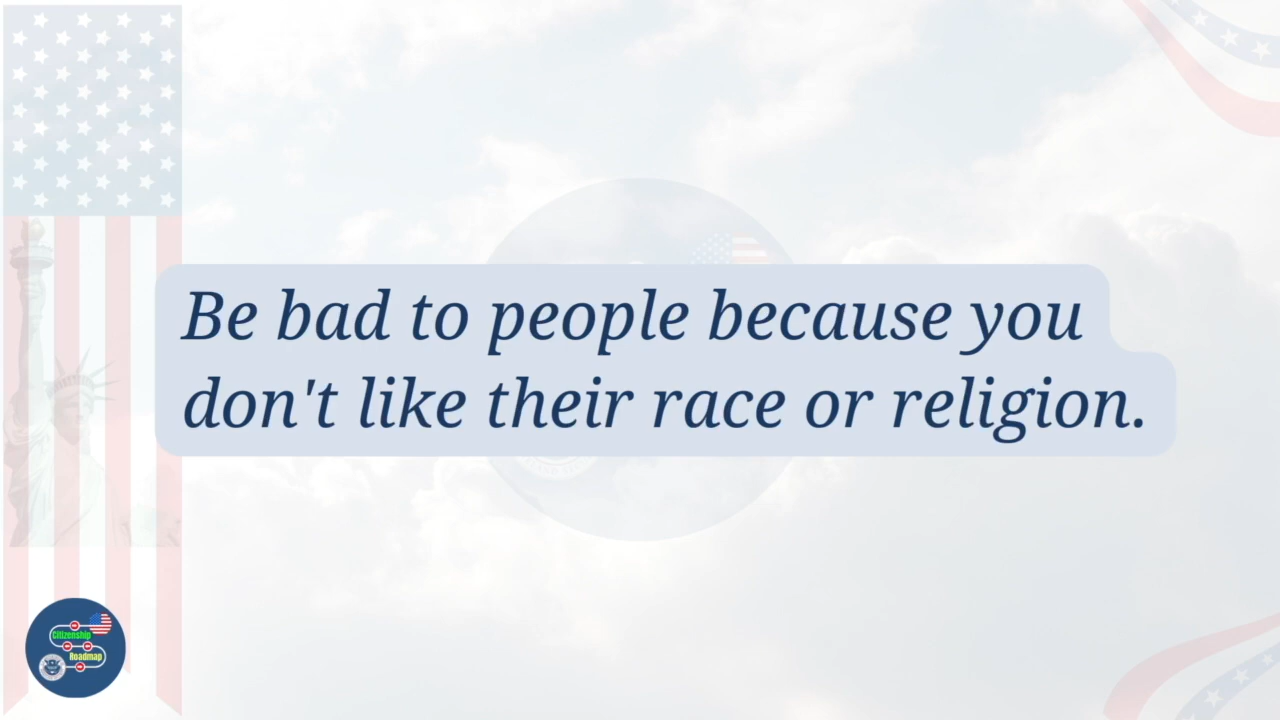 Be bad to people because you
don't like their race or religion.
Citizenship
Roadmap